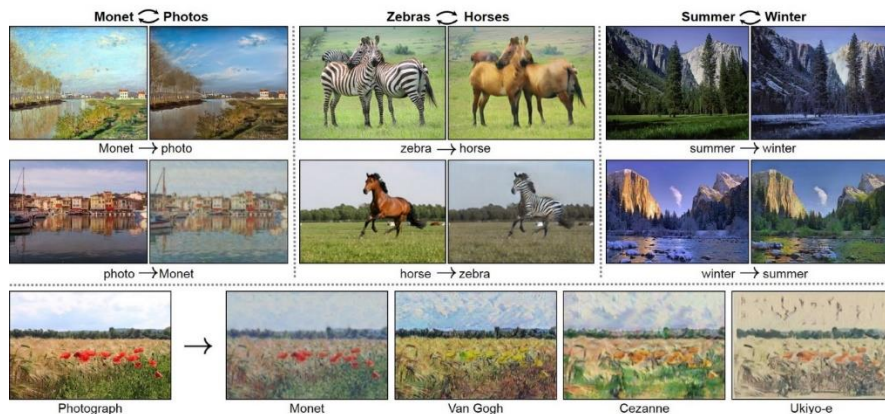 Monet Photos
Zebras Horses
Summer Winter
Monet → photo
zebra → horse
summer → winter
photo → Monet
horse → zebra
winter → summer
Photograph
Monet
Van Gogh
Cezanne
Ukiyo-e